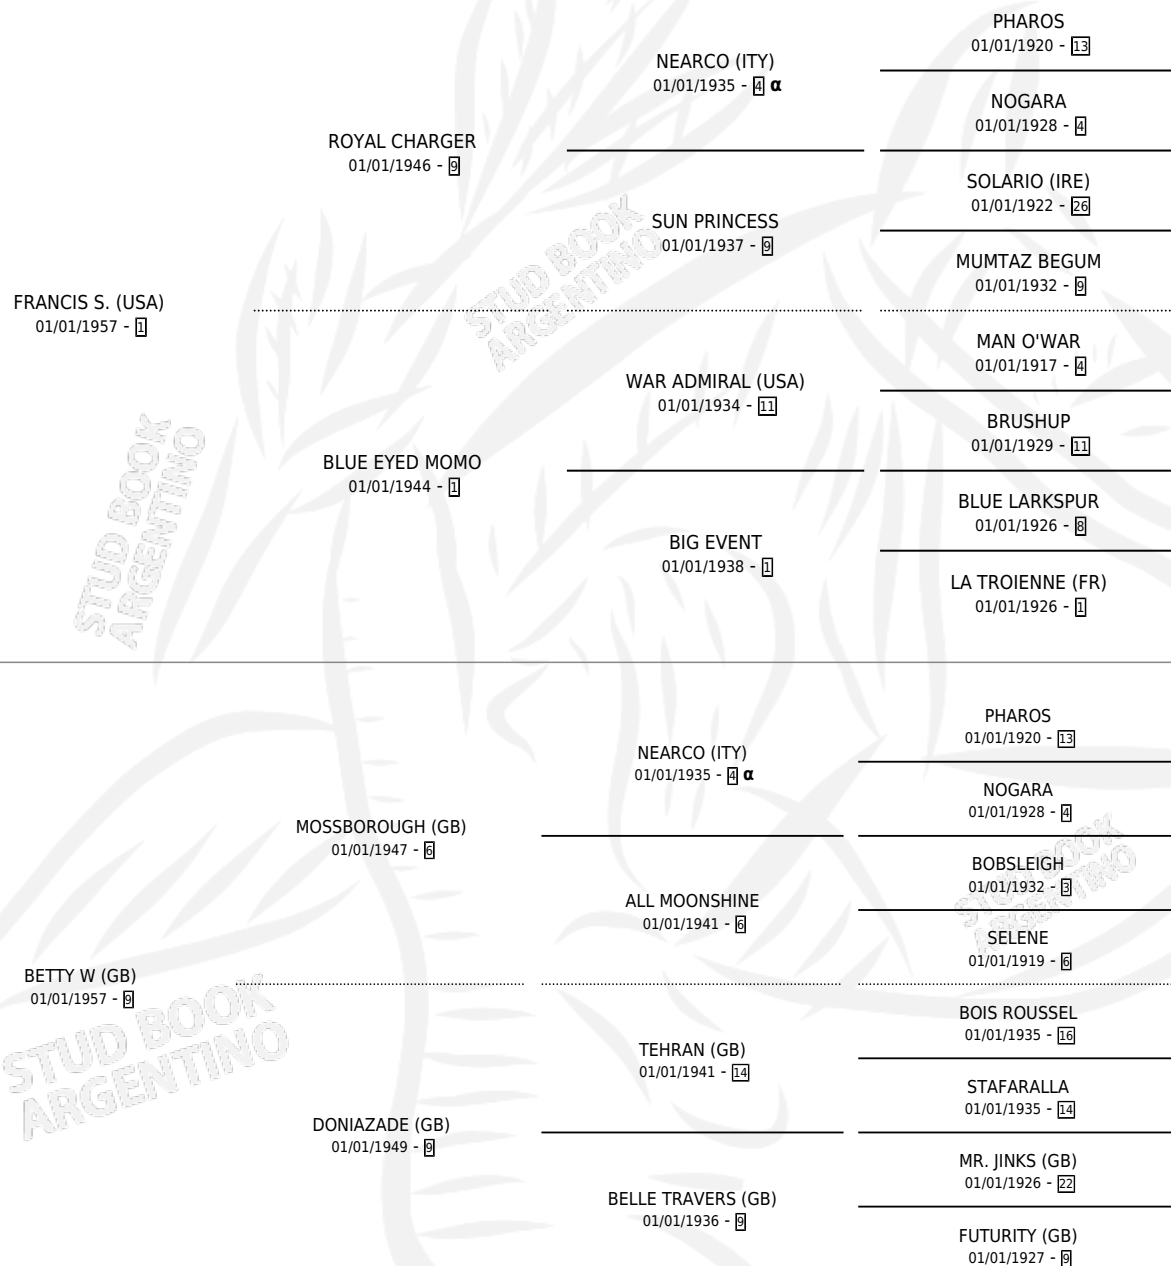 PHAROS
01/01/1920 - 13
NEARCO (ITY)
01/01/1935 - 4 α
NOGARA
01/01/1928 - 4
ROYAL CHARGER
01/01/1946 - 9
SOLARIO (IRE)
01/01/1922 - 26
SUN PRINCESS
01/01/1937 - 9
MUMTAZ BEGUM
01/01/1932 - 9
FRANCIS S. (USA)
01/01/1957 - 1
MAN O'WAR
01/01/1917 - 4
WAR ADMIRAL (USA)
01/01/1934 - 11
BRUSHUP
01/01/1929 - 11
BLUE EYED MOMO
01/01/1944 - 1
BLUE LARKSPUR
01/01/1926 - 8
BIG EVENT
01/01/1938 - 1
LA TROIENNE (FR)
01/01/1926 - 1
PHAROS
01/01/1920 - 13
NEARCO (ITY)
01/01/1935 - 4 α
NOGARA
01/01/1928 - 4
MOSSBOROUGH (GB)
01/01/1947 - 6
BOBSLEIGH
01/01/1932 - 3
ALL MOONSHINE
01/01/1941 - 6
SELENE
01/01/1919 - 6
BETTY W (GB)
01/01/1957 - 9
BOIS ROUSSEL
01/01/1935 - 16
TEHRAN (GB)
01/01/1941 - 14
STAFARALLA
01/01/1935 - 14
DONIAZADE (GB)
01/01/1949 - 9
MR. JINKS (GB)
01/01/1926 - 22
BELLE TRAVERS (GB)
01/01/1936 - 9
FUTURITY (GB)
01/01/1927 - 9
STUD BOOK
ARGENTINO
STUD BOOK
ARGENTINO
STUD BOOK
ARGENTINO
STUD BOOK
ARGENTINO